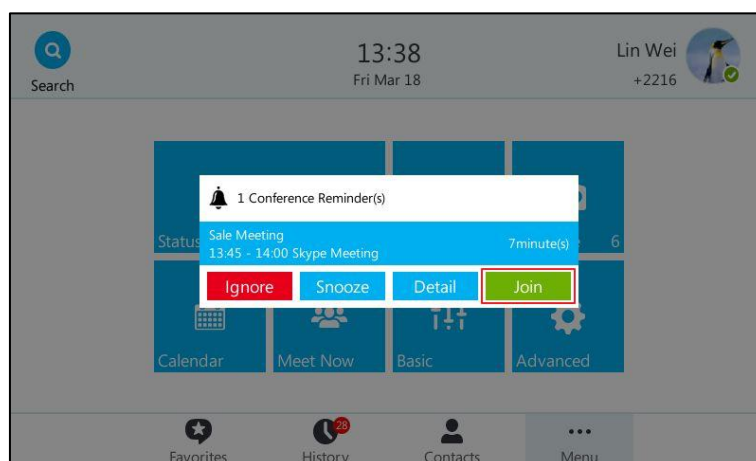 13:38
Lin Wei
Search
Fri Mar 18
+2216
1 Conference Reminder(s)
Status
Sale Meeting
7minute(s)
6
13:45 - 14:00 Skype Meeting
Ignore
Snooze
Detail
Join
Calendar
Meet Now
Basic
Advanced
28
Favorites
History
Contacts
Menu